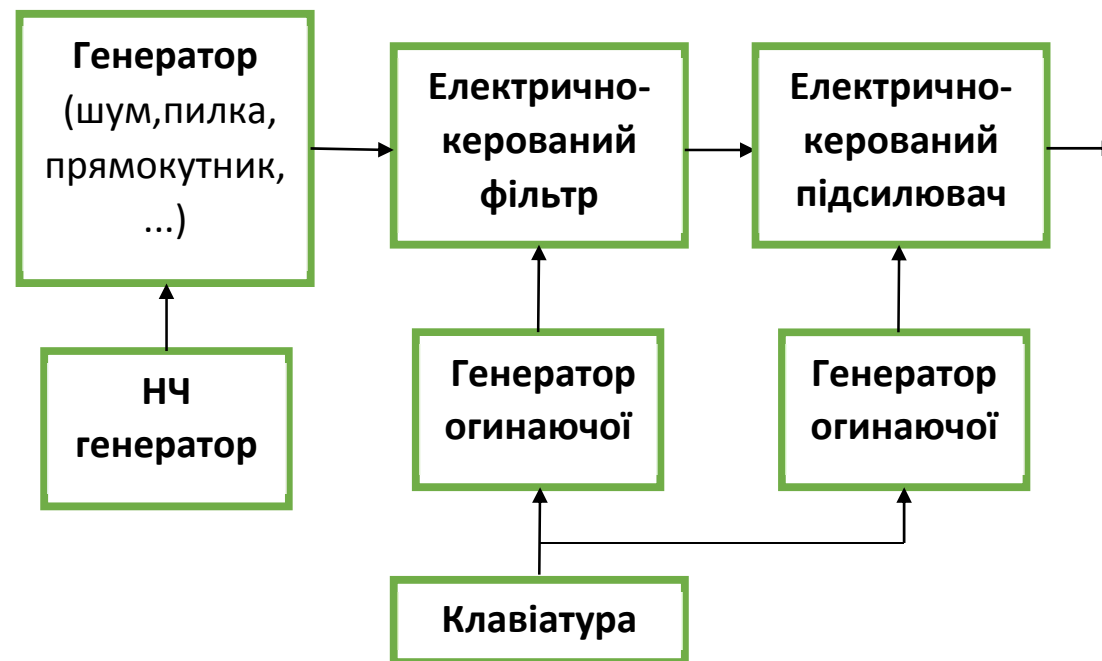 Генератор
(шум,пилка,
прямокутник,
...)
Електрично-
керований
фільтр
Електрично-
керований
підсилювач
НЧ
генератор
Генератор
огинаючої
Генератор
огинаючої
Клавіатура